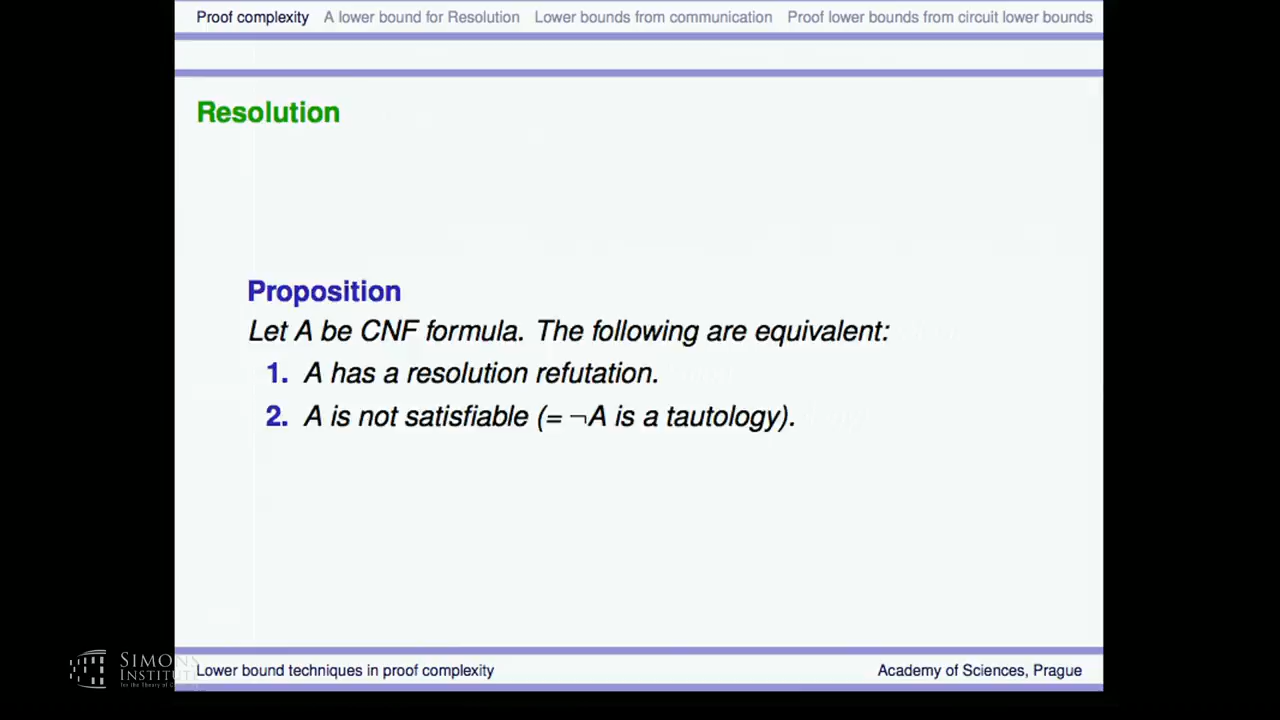 Proof complexity A lower bound for Resolution Lower bounds from communication Proof lower bounds from circuit lower bounds
Resolution
Proposition
Let A be CNF formula. The following are equivalent:
1. A has a resolution refutation.
2. A is not satisfiable (= ¬A is a tautology).
SIMONS
INSTITUTE
Lower bound techniques in proof complexity Academy of Sciences, Prague